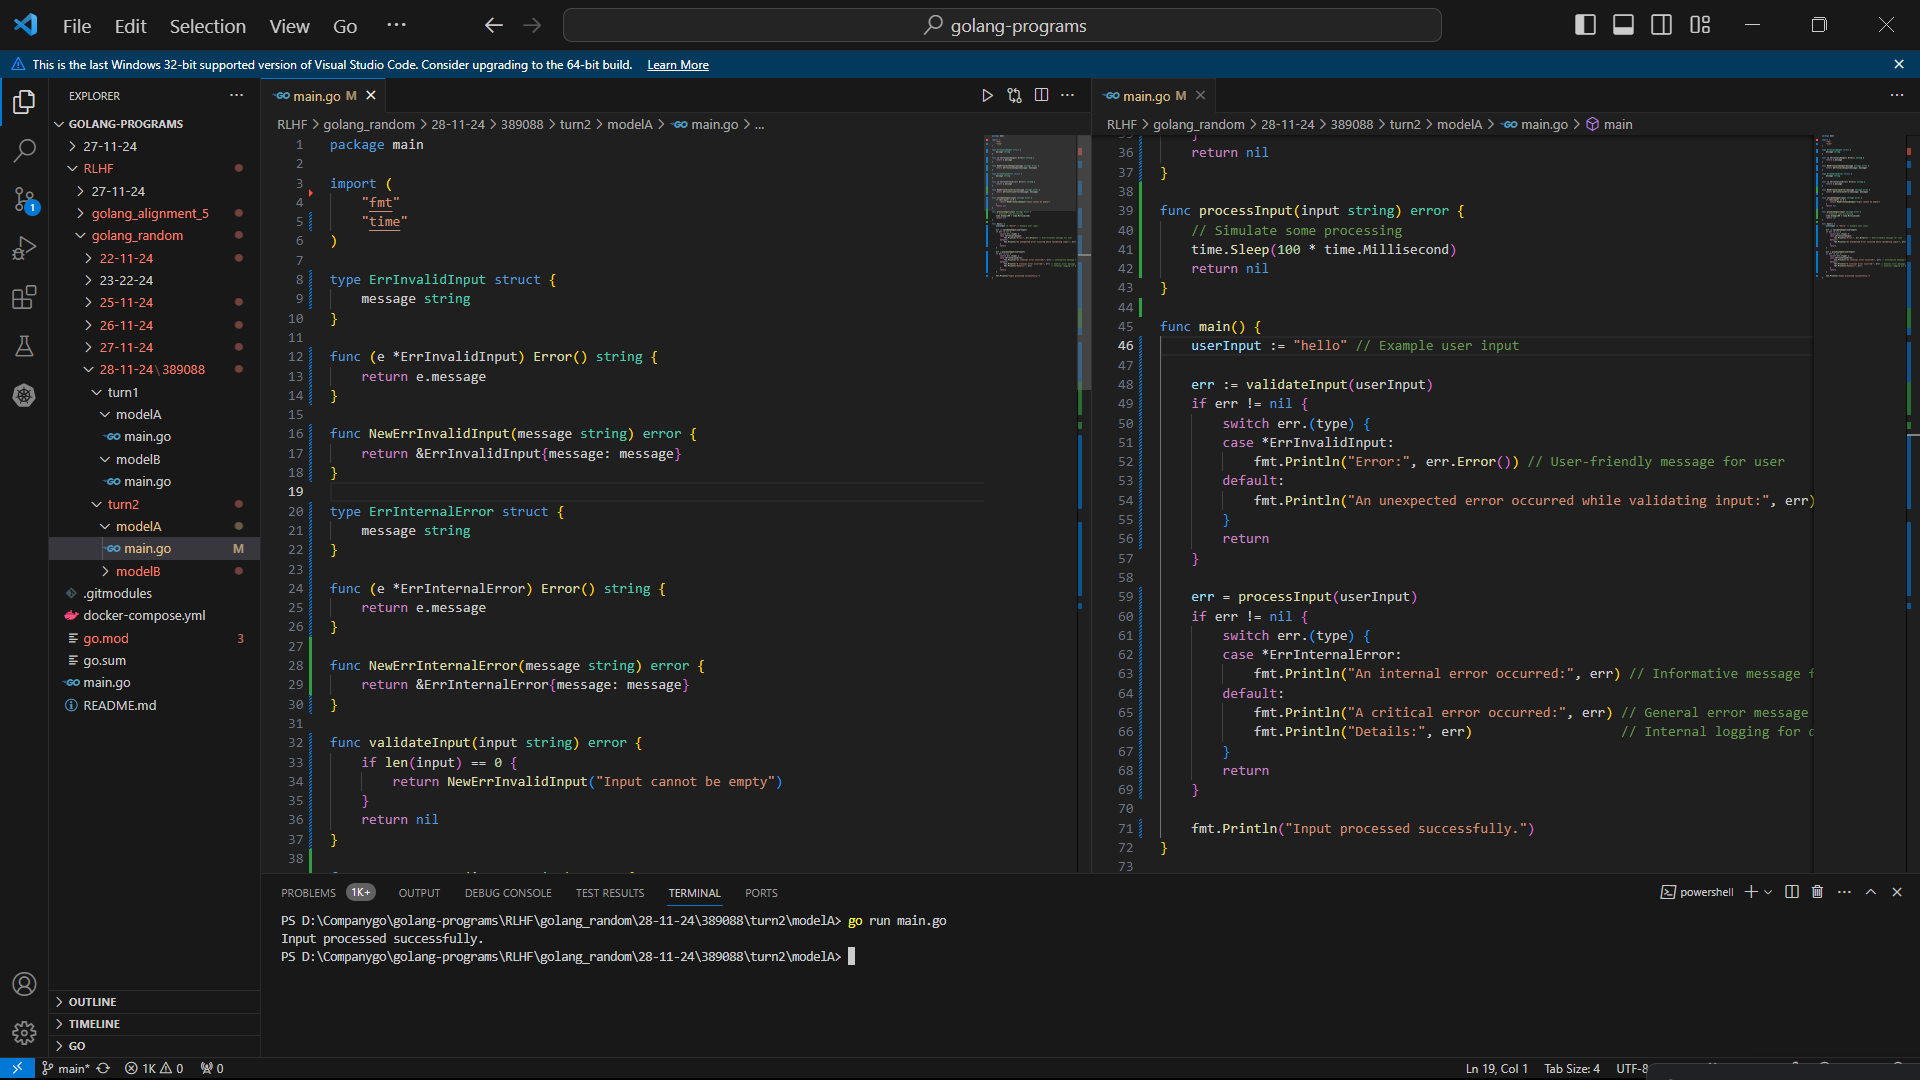 File Edit Selection View Go ··· golang-programs
This is the last Windows 32-bit supported version of Visual Studio Code. Consider upgrading to the 64-bit build. Learn More
EXPLORER
GOLANG-PROGRAMS
27-11-24
RLHF
27-11-24
golang_alignment_5
golang_random
22-11-24
23-22-24
25-11-24
26-11-24
27-11-24
28-11-24\389088
turn1
modelA
main.go
modelB
main.go
turn2
modelA
main.go M
modelB
.gitmodules
docker-compose.yml
go.mod 3
go.sum
main.go
README.md
OUTLINE
TIMELINE
GO
1
main.go M
RLHF > golang_random > 28-11-24 > 389088 > turn2 > modelA > main.go > ...
1 package main
2
3 import (
4 "fmt"
5 "time"
6 )
7
8 type ErrInvalidInput struct {
9 message string
10 }
11
12 func (e *ErrInvalidInput) Error() string {
13 return e.message
14 }
15
16 func NewErrInvalidInput(message string) error {
17 return &ErrInvalidInput{message: message}
18 }
19
20 type ErrInternalError struct {
21 message string
22 }
23
24 func (e *ErrInternalError) Error() string {
25 return e.message
26 }
27
28 func NewErrInternalError(message string) error {
29 return &ErrInternalError{message: message}
30 }
31
32 func validateInput(input string) error {
33 if len(input) == 0 {
34 return NewErrInvalidInput("Input cannot be empty")
35 }
36 return nil
37 }
38
main.go M
RLHF > golang_random > 28-11-24 > 389088 > turn2 > modelA > main.go > main
36 return nil
37 }
38
39 func processInput(input string) error {
40 // Simulate some processing
41 time.Sleep(100 * time.Millisecond)
42 return nil
43 }
44
45 func main() {
46 userInput := "hello" // Example user input
47
48 err := validateInput(userInput)
49 if err != nil {
50 switch err.(type) {
51 case *ErrInvalidInput:
52 fmt.Println("Error:", err.Error()) // User-friendly message for user
53 default:
54 fmt.Println("An unexpected error occurred while validating input:", err)
55 }
56 return
57 }
58
59 err = processInput(userInput)
60 if err != nil {
61 switch err.(type) {
62 case *ErrInternalError:
63 fmt.Println("An internal error occurred:", err) // Informative message
64 default:
65 fmt.Println("A critical error occurred:", err) // General error message
66 fmt.Println("Details:", err) // Internal logging for
67 }
68 return
69 }
70
71 fmt.Println("Input processed successfully.")
72 }
73
PROBLEMS 1K+ OUTPUT DEBUG CONSOLE TEST RESULTS TERMINAL PORTS powershell
PS D:\Companygo\golang-programs\RLHF\golang_random\28-11-24\389088\turn2\modelA> go run main.go
Input processed successfully.
PS D:\Companygo\golang-programs\RLHF\golang_random\28-11-24\389088\turn2\modelA>
main* 1K 0 0 Ln 19, Col 1 Tab Size: 4 UTF-8